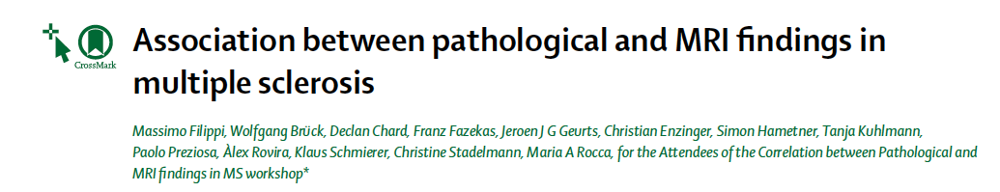 CrossMark
Association between pathological and MRI findings in
multiple sclerosis
Massimo Filippi, Wolfgang Brück, Declan Chard, Franz Fazekas, Jeroen J G Geurts, Christian Enzinger, Simon Hametner, Tanja Kuhlmann,
Paolo Preziosa, Àlex Rovira, Klaus Schmierer, Christine Stadelmann, Maria A Rocca, for the Attendees of the Correlation between Pathological and
MRI findings in MS workshop*